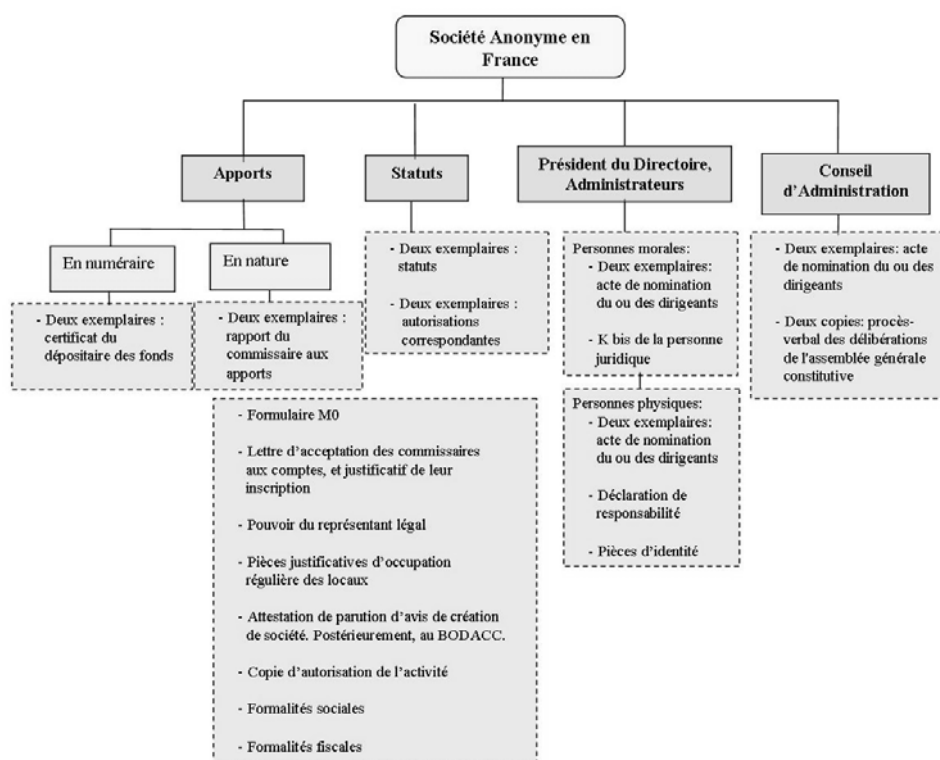 Société Anonyme en
France
Apports
Statuts
Président du Directoire,
Administrateurs
Conseil
d’Administration
En numéraire
En nature
- Deux exemplaires :
certificat du
dépositaire des fonds
- Deux exemplaires :
rapport du
commissaire aux
apports
- Deux exemplaires :
statuts
- Deux exemplaires :
autorisations
correspondantes
Personnes morales:
- Deux exemplaires:
acte de nomination
du ou des dirigeants
- K bis de la personne
juridique
Personnes physiques:
- Deux exemplaires:
acte de nomination
du ou des dirigeants
- Déclaration de
responsabilité
- Pièces d’identité
- Deux exemplaires: acte
de nomination du ou des
dirigeants
- Deux copies: procès-
verbal des délibérations
de l'assemblée générale
constitutive
- Formulaire M0
- Lettre d’acceptation des commissaires
aux comptes, et justificatif de leur
inscription
- Pouvoir du représentant légal
- Pièces justificatives d’occupation
régulière des locaux
- Attestation de parution d’avis de création
de société. Postérieurement, au BODACC.
- Copie d’autorisation de l’activité
- Formalités sociales
- Formalités fiscales